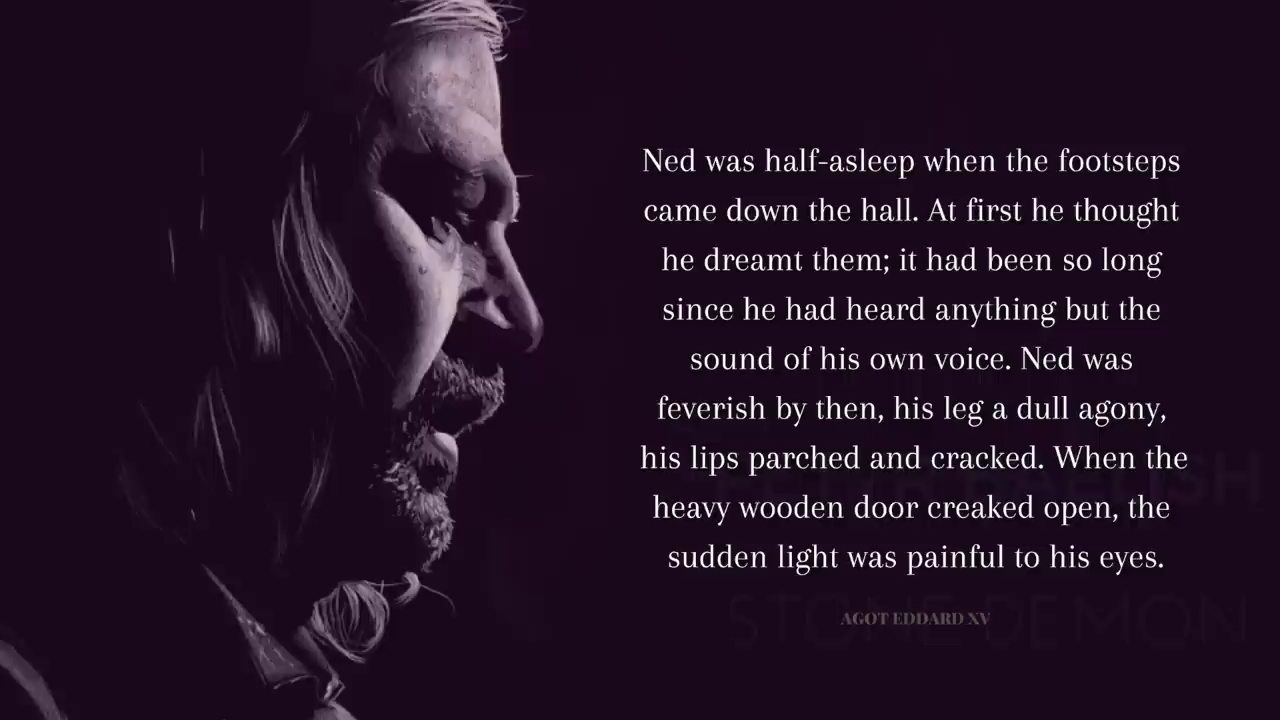 Ned was half-asleep when the footsteps
came down the hall. At first he thought
he dreamt them; it had been so long
since he had heard anything but the
sound of his own voice. Ned was
feverish by then, his leg a dull agony,
his lips parched and cracked. When the
heavy wooden door creaked open, the
sudden light was painful to his eyes.
AGOT EDDARD XV
STONE DEMON